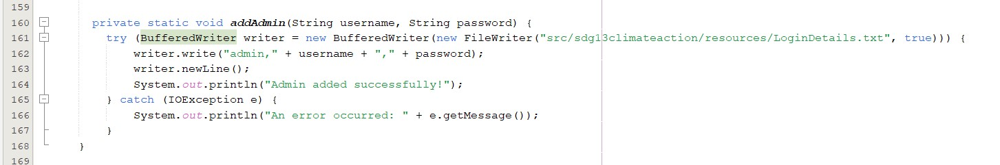 159
160 private static void addAdmin(String username, String password) {
161 try (BufferedWriter writer = new BufferedWriter(new FileWriter("src/sdg13climateaction/resources/LoginDetails.txt", true))) {
162 writer.write("admin," + username + "," + password);
163 writer.newLine();
164 System.out.println("Admin added successfully!");
165 } catch (IOException e) {
166 System.out.println("An error occurred: " + e.getMessage());
167 }
168 }
169